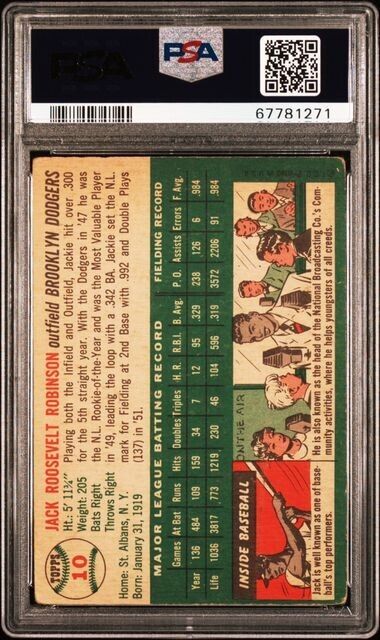 PSA
PSA
67781271
TOPPS
10
JACK ROOSEVELT ROBINSON outfield BROOKLYN DODGERS
Ht.: 5' 11½"
Weight: 205
Bats Right
Throws Right
Home: St. Albans, N. Y.
Born: January 31, 1919
Playing both the Infield and Outfield, Jackie hit over .300
for the 5th straight year. With the Dodgers in '47 he was
the N.L. Rookie-of-the-Year and was the Most Valuable Player
in '49, leading the loop with a .342 BA. Jackie set the N.L.
mark for Fielding at 2nd Base with .992 and Double Plays
(137) in '51.
MAJOR LEAGUE BATTING RECORD FIELDING RECORD
Games At Bat Runs Hits Doubles Triples H. R. R.B.I. B. Avg. P. O. Assists Errors F. Avg.
Year 136 484 109 159 34 7 12 95 .329 238 126 6 .984
Life 1036 3817 773 1219 230 46 104 596 .319 3572 2206 91 .984
INSIDE BASEBALL
ON THE AIR
Jack is well known as one of base-
ball's top performers.
He is also known as the head of the National Broadcasting Co.'s Com-
munity activities, where he helps youngsters of all creeds.